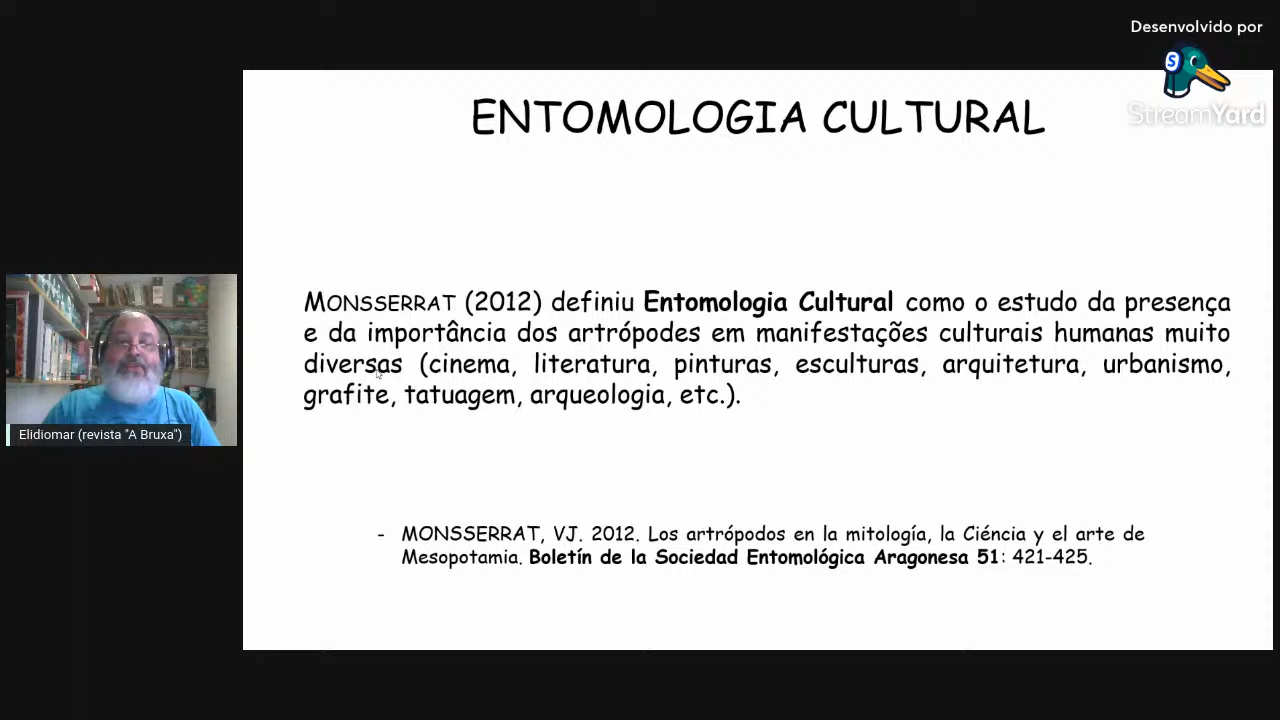 Desenvolvido por
StreamYard
ENTOMOLOGIA CULTURAL
MONSSERRAT (2012) definiu Entomologia Cultural como o estudo da presença
e da importância dos artrópodes em manifestações culturais humanas muito
diversas (cinema, literatura, pinturas, esculturas, arquitetura, urbanismo,
grafite, tatuagem, arqueologia, etc.).
Elidiomar (revista "A Bruxa")
- MONSSERRAT, VJ. 2012. Los artrópodos en la mitología, la Ciéncia y el arte de
Mesopotamia. Boletín de la Sociedad Entomológica Aragonesa 51: 421-425.